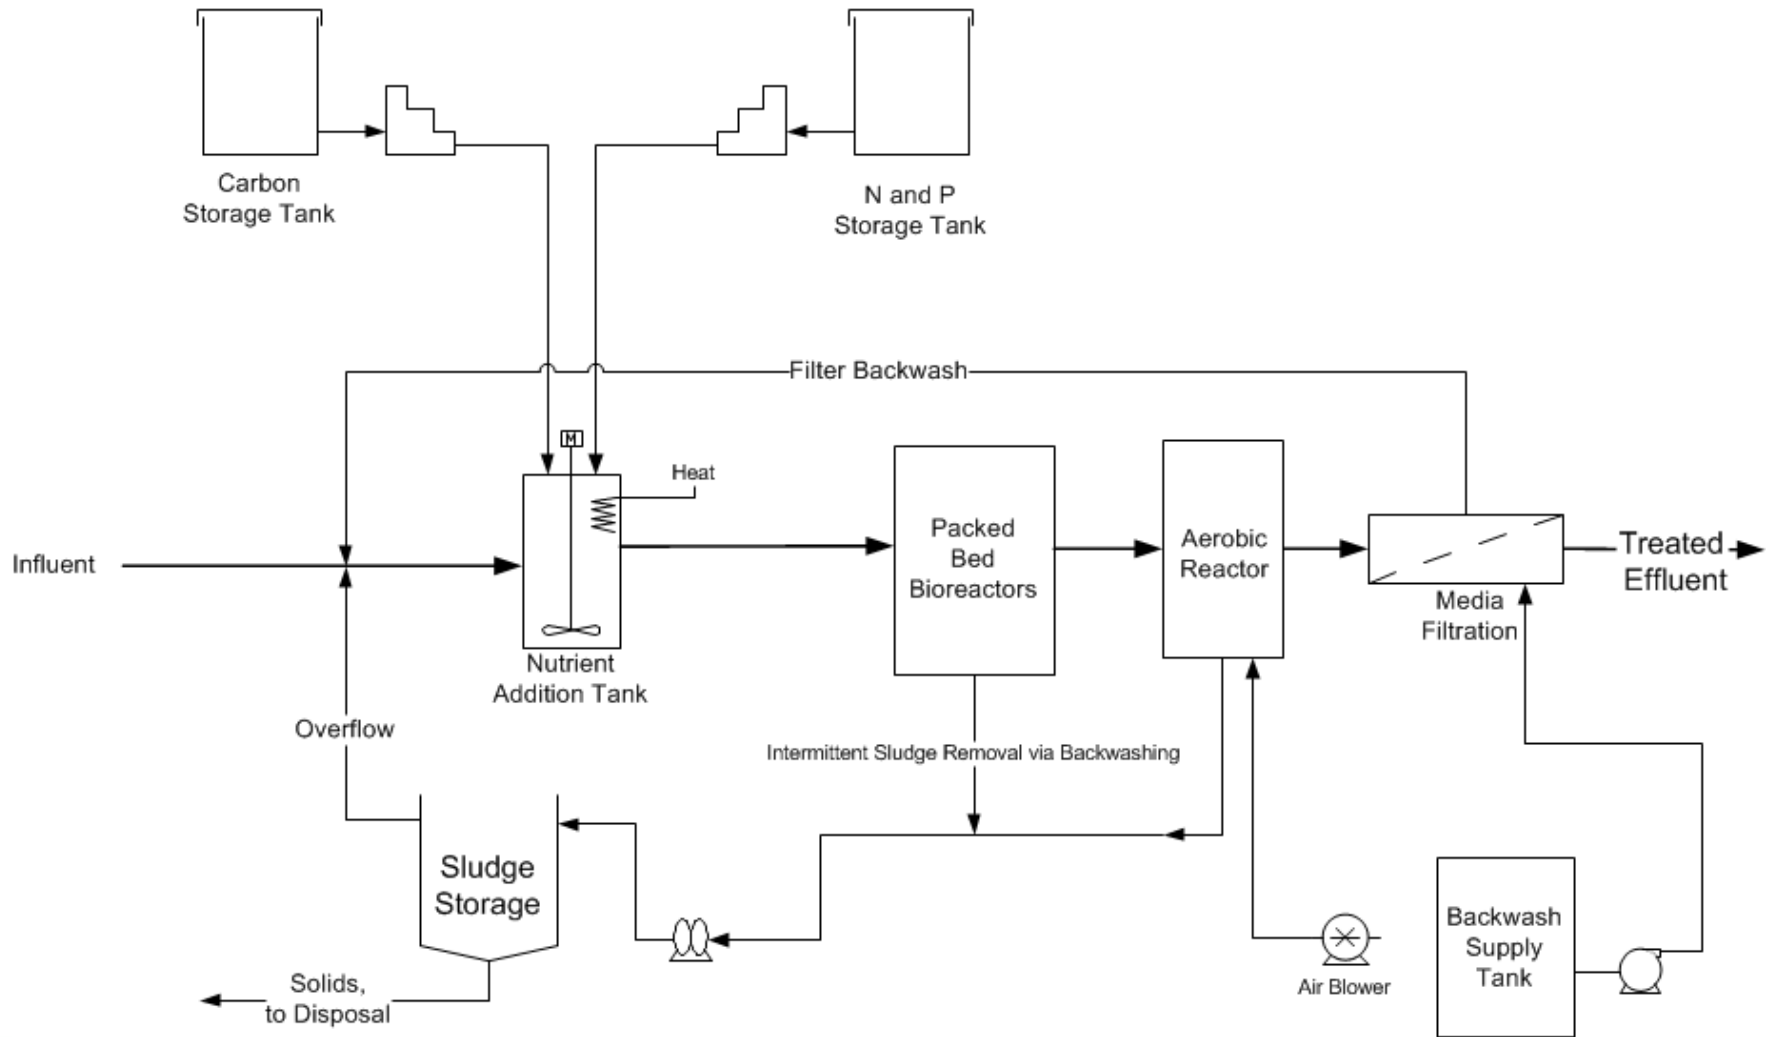 Carbon
Storage Tank
N and P
Storage Tank
Filter Backwash
M
Heat
Influent
Packed
Bed
Bioreactors
Aerobic
Reactor
Treated
Effluent
Media
Filtration
Nutrient
Addition Tank
Overflow
Intermittent Sludge Removal via Backwashing
Sludge
Storage
Backwash
Supply
Tank
Air Blower
Solids,
to Disposal